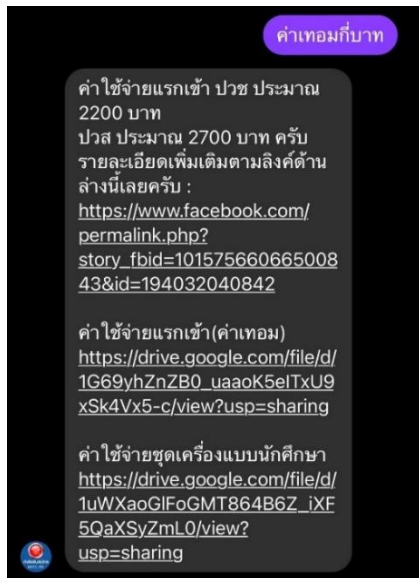 ค่าเทอมกี่บาท
ค่าใช้จ่ายแรกเข้า ปวช ประมาณ
2200 บาท
ปวส ประมาณ 2700 บาท ครับ
รายละเอียดเพิ่มเติมตามลิงค์ด้าน
ล่างนี้เลยครับ :
https://www.facebook.com/
permalink.php?
story_fbid=101575660665008
43&id=194032040842
ค่าใช้จ่ายแรกเข้า(ค่าเทอม)
https://drive.google.com/file/d/
1G69yhZnZB0_uaaoK5elTxU9
xSk4Vx5-c/view?usp=sharing
ค่าใช้จ่ายชุดเครื่องแบบนักศึกษา
https://drive.google.com/file/d/
1uWXaoGlFoGMT864B6Z_iXF
5QaXSyZmL0/view?
usp=sharing